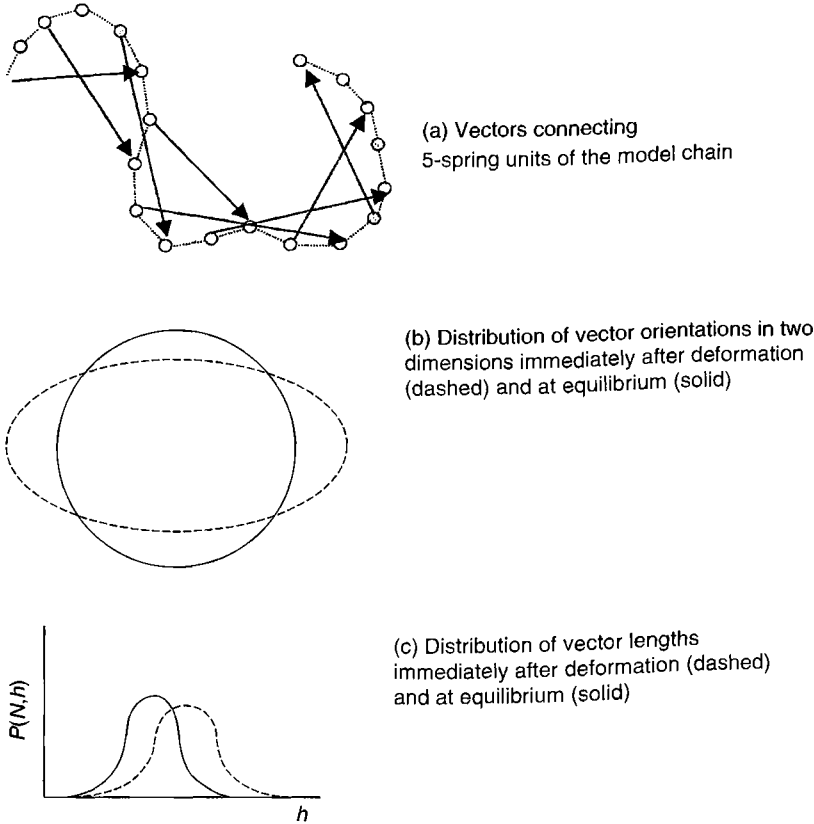 (a) Vectors connecting
5-spring units of the model chain
(b) Distribution of vector orientations in two
dimensions immediately after deformation
(dashed) and at equilibrium (solid)
(c) Distribution of vector lengths
immediately after deformation (dashed)
and at equilibrium (solid)
P(N,h)
h